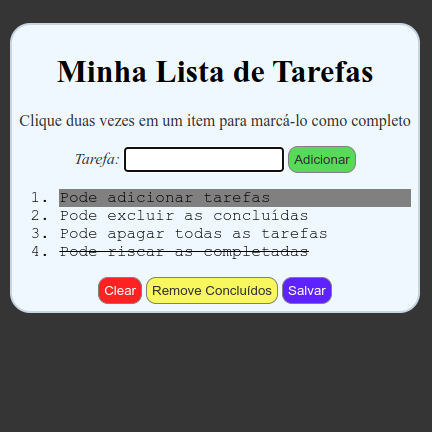 Minha Lista de Tarefas
Clique duas vezes em um item para marcá-lo como completo
Tarefa: Adicionar
1. Pode adicionar tarefas
2. Pode excluir as concluídas
3. Pode apagar todas as tarefas
4. Pode riscar as completadas
Clear Remove Concluídos Salvar